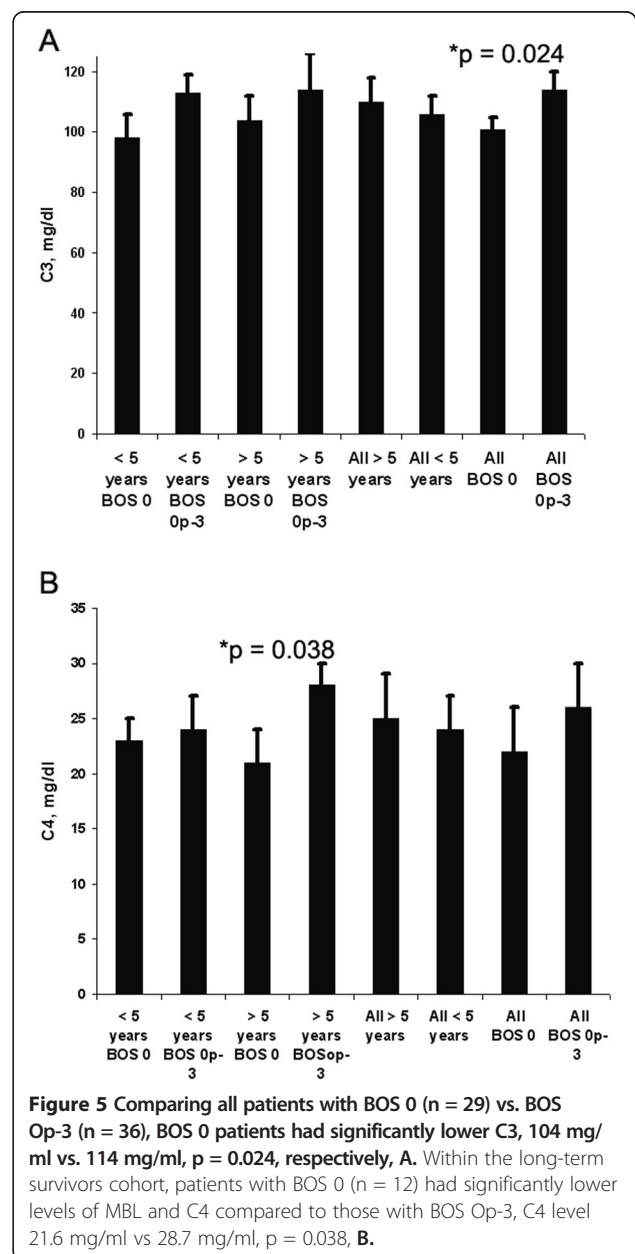 A
*p = 0.024
120
100
80
60
40
20
0
C3, mg/dl
< 5 years BOS 0
< 5 years BOS 0p-3
> 5 years BOS 0
> 5 years BOS 0p-3
All > 5 years
All < 5 years
All BOS 0
All BOS 0p-3
B
*p = 0.038
35
30
25
20
15
10
5
0
C4, mg/dl
< 5 years BOS 0
< 5 years BOS 0p-3
> 5 years BOS 0
> 5 years BOSop-3
All > 5 years
All < 5 years
All BOS 0
All BOS 0p-3
Figure 5 Comparing all patients with BOS 0 (n = 29) vs. BOS
Op-3 (n = 36), BOS 0 patients had significantly lower C3, 104 mg/
ml vs. 114 mg/ml, p = 0.024, respectively, A. Within the long-term
survivors cohort, patients with BOS 0 (n = 12) had significantly lower
levels of MBL and C4 compared to those with BOS Op-3, C4 level
21.6 mg/ml vs 28.7 mg/ml, p = 0.038, B.